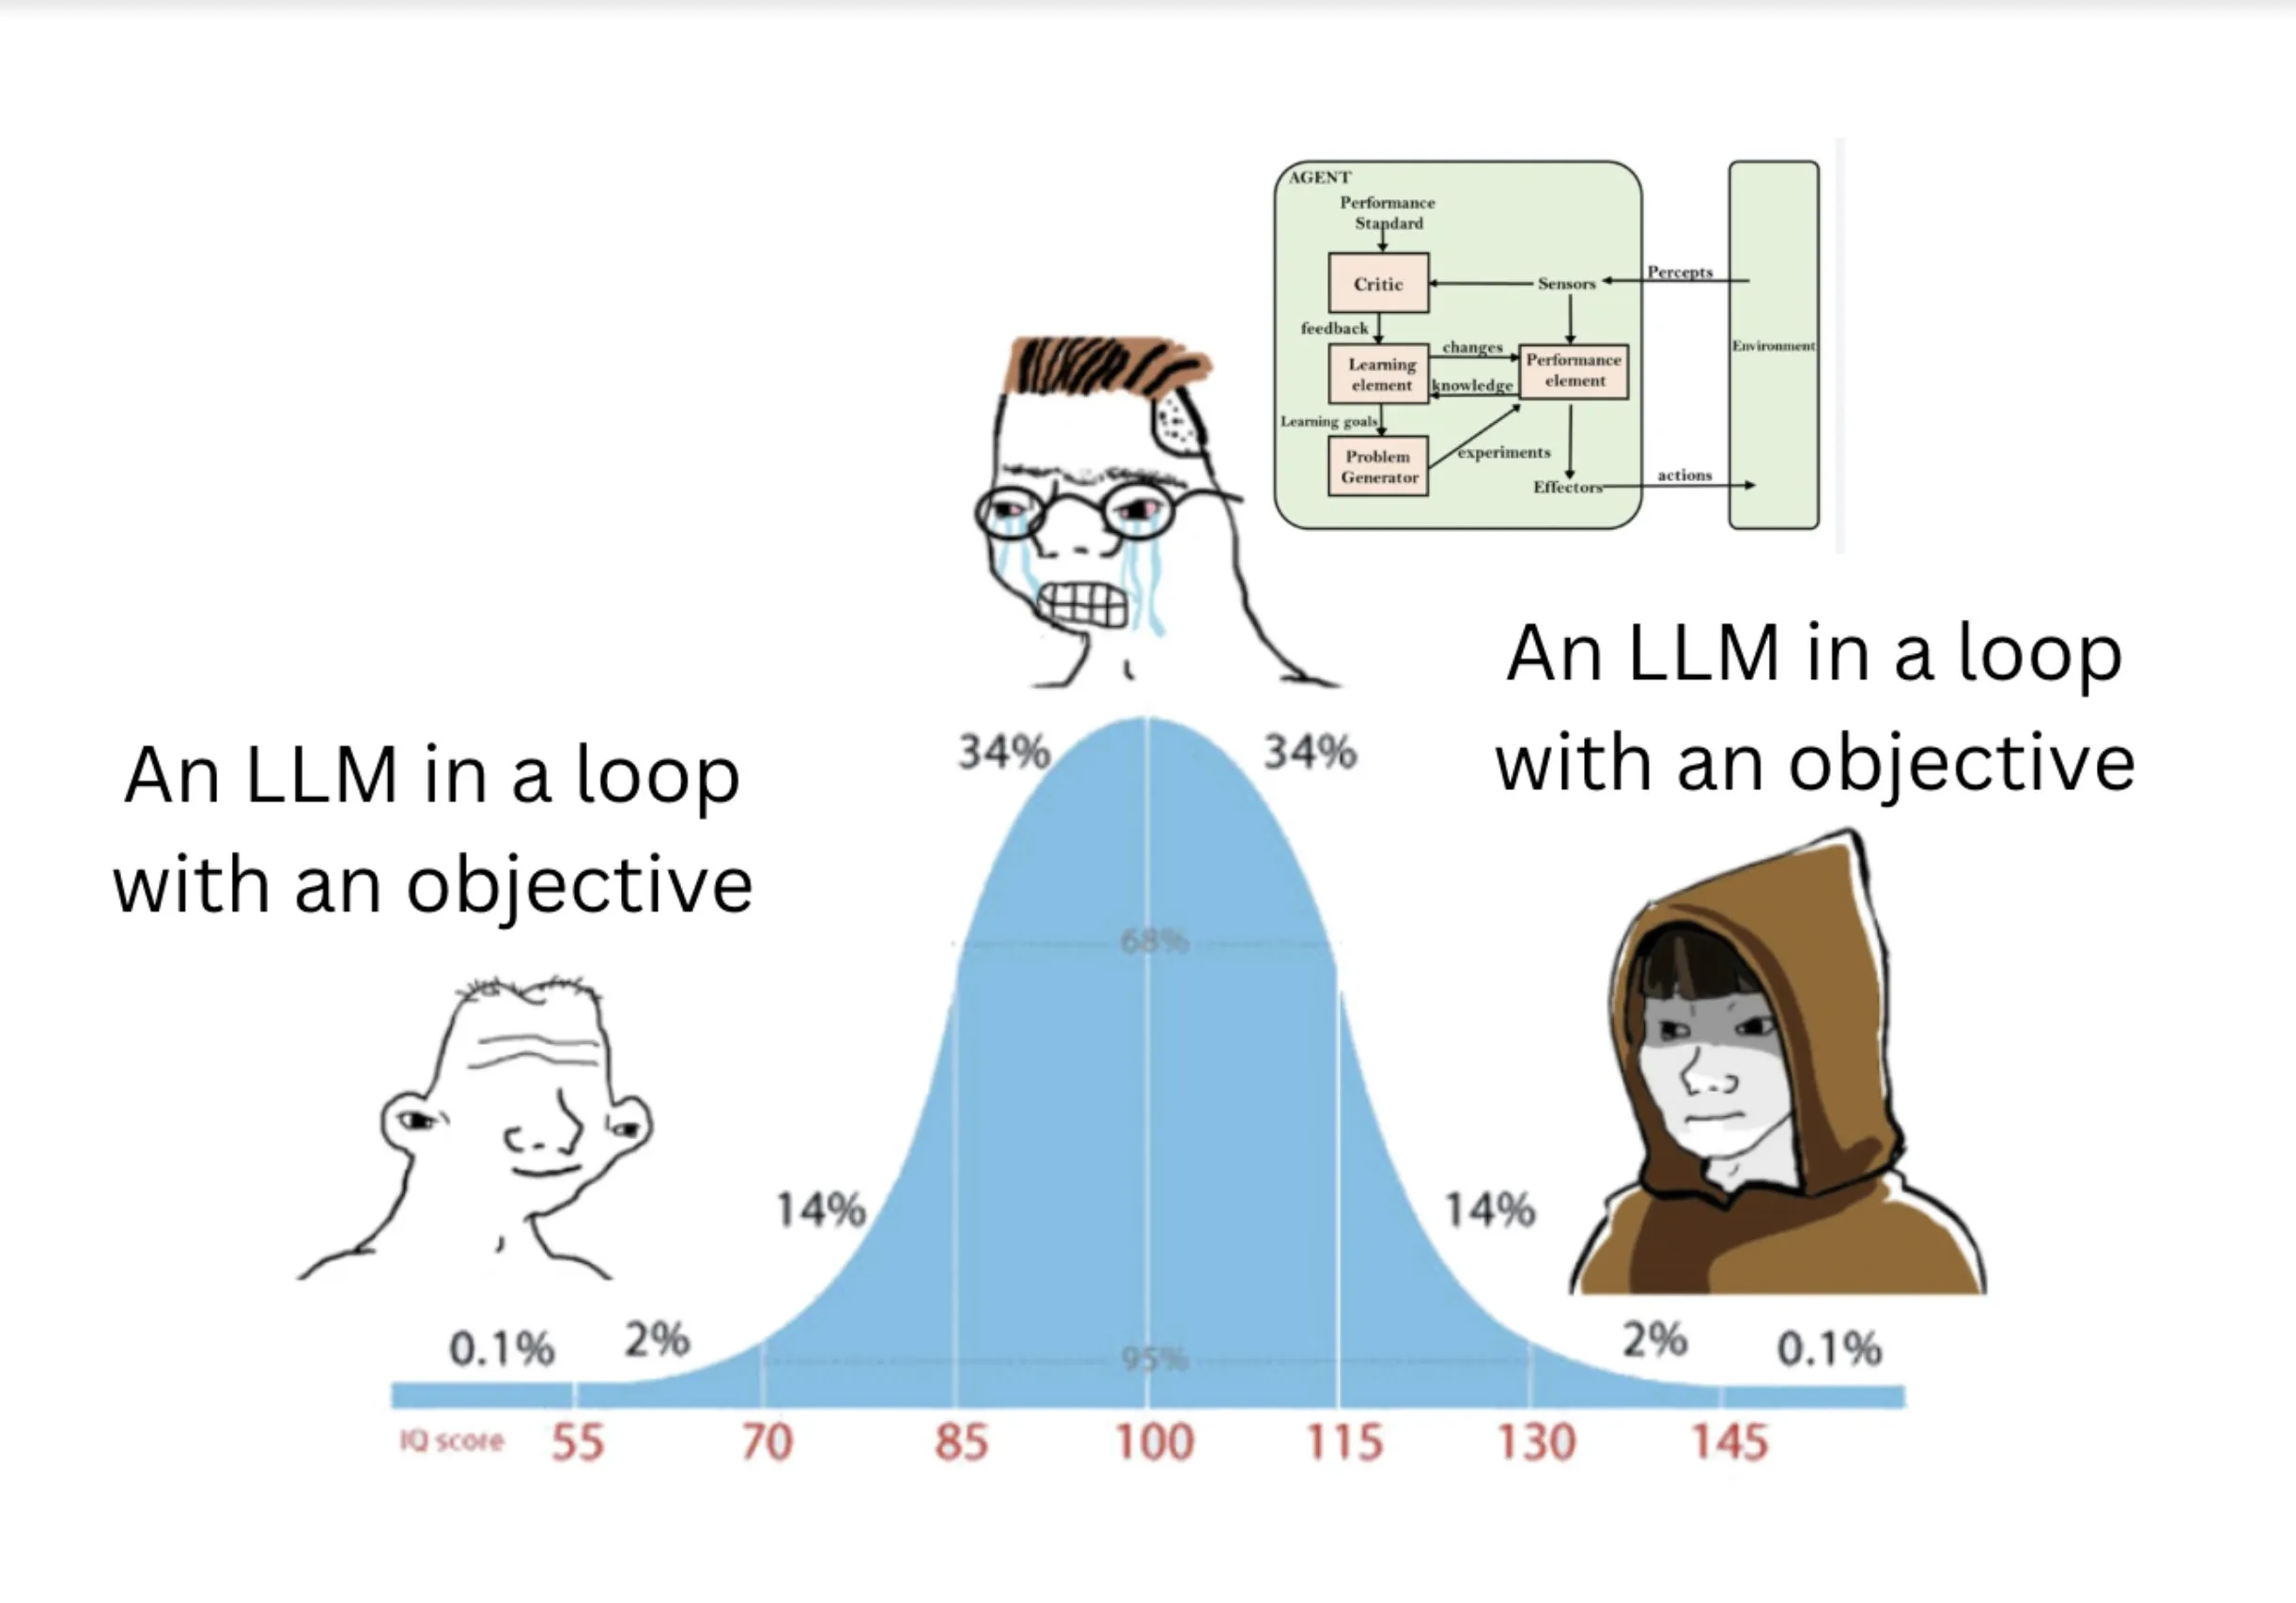 AGENT
Performance
Standard
Critic
Sensors
Percepts
feedback
Learning
element
changes
knowledge
Performance
element
Environment
Learning goals
Problem
Generator
experiments
Effectors
actions
An LLM in a loop
with an objective
An LLM in a loop
with an objective
34%
34%
68%
14%
14%
0.1%
2%
95%
2%
0.1%
IQ score
55
70
85
100
115
130
145